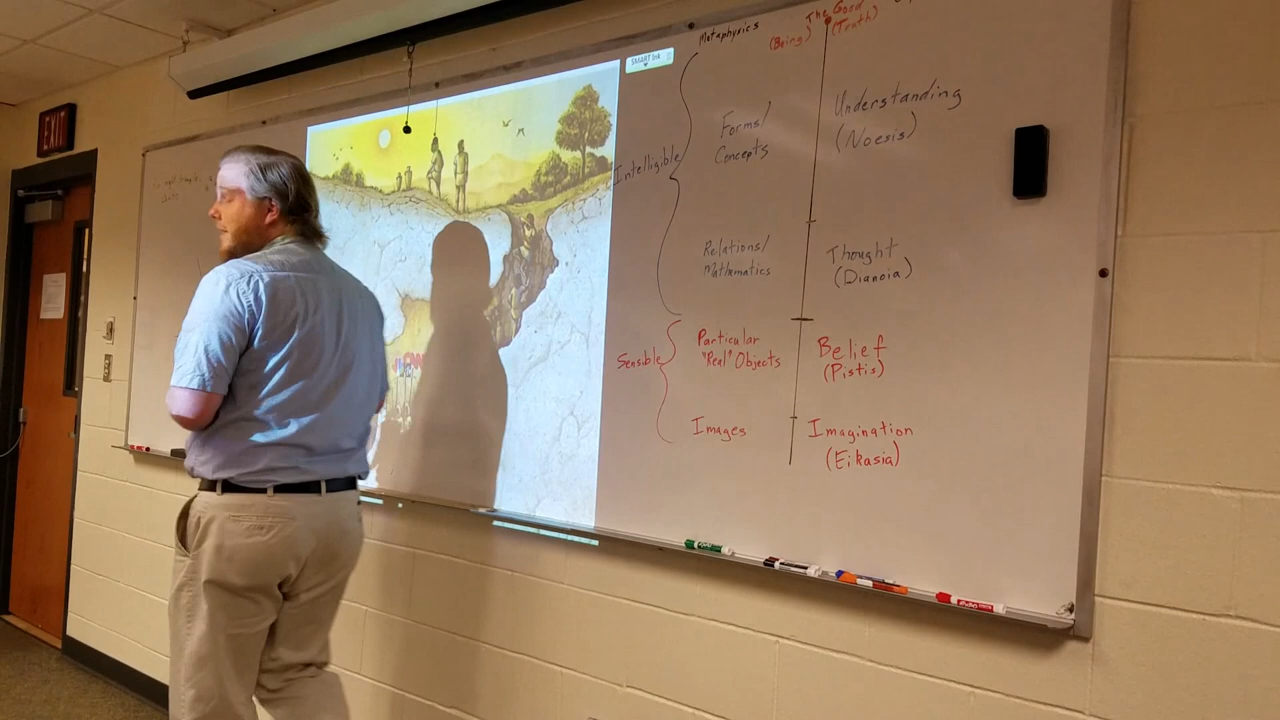 EXIT
SMART Ink
Metaphysics
The Good
(Being) (Truth)
Intelligible
Forms/
Concepts
Understanding
(Noesis)
Relations/
Mathematics
Thought
(Dianoia)
Sensible
Particular
"Real" Objects
Belief
(Pistis)
Images
Imagination
(Eikasia)
EXPO